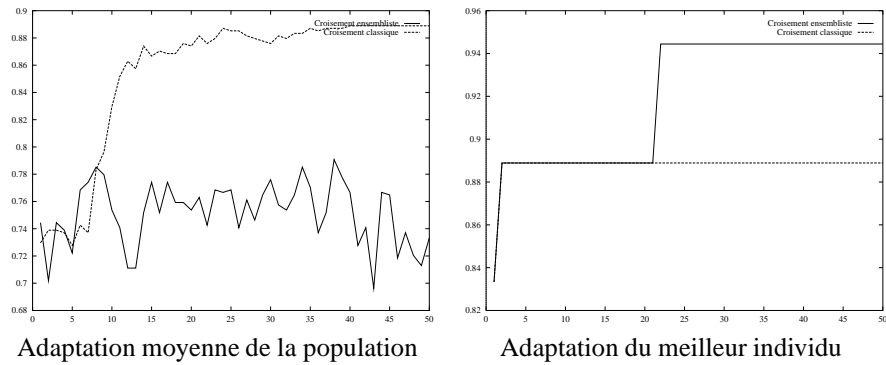 0.9
0.88
0.86
0.84
0.82
0.8
0.78
0.76
0.74
0.72
0.7
0.68
0 5 10 15 20 25 30 35 40 45 50
Croisement ensembliste
Croisement classique
Adaptation moyenne de la population
0.96
0.94
0.92
0.9
0.88
0.86
0.84
0.82
0 5 10 15 20 25 30 35 40 45 50
Croisement ensembliste
Croisement classique
Adaptation du meilleur individu